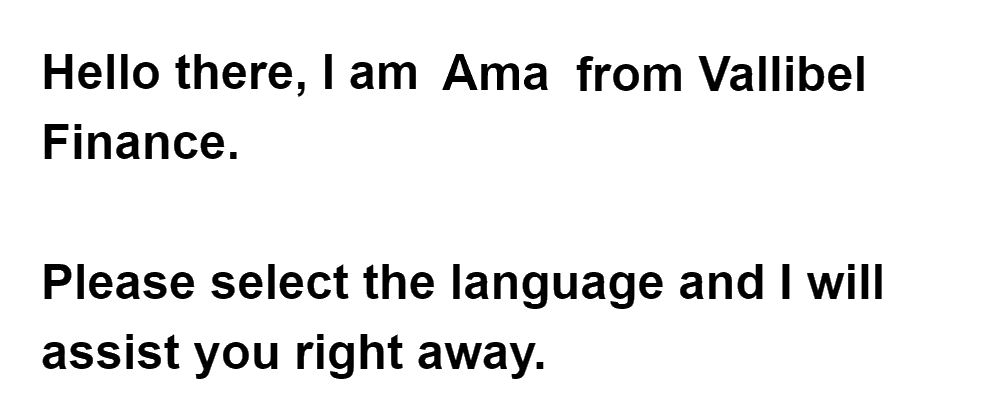 Hello there, I am Ama from Vallibel
Finance.
Please select the language and I will
assist you right away.